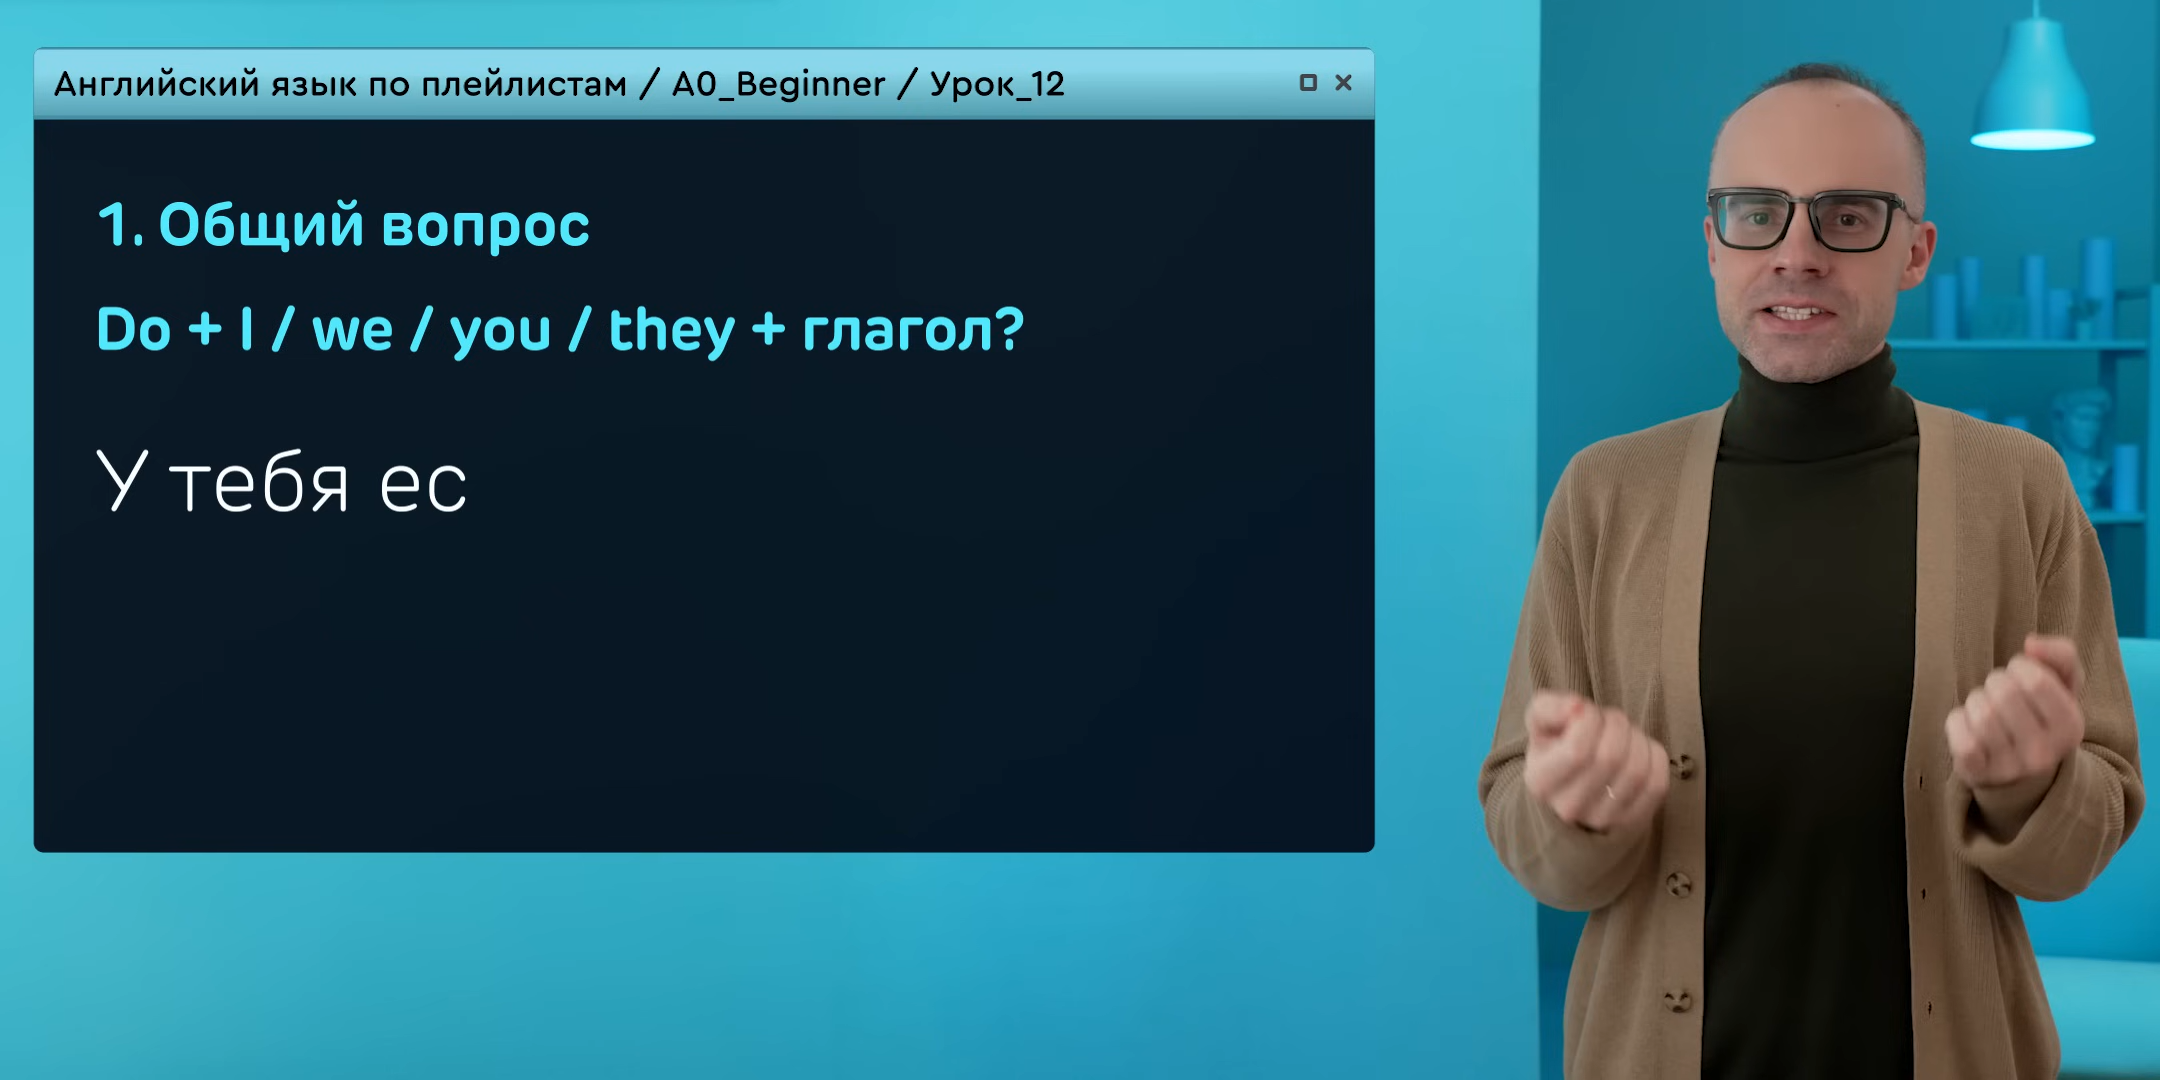 Английский язык по плейлистам / A0_Beginner / Урок_12
1. Общий вопрос
Do + I / we / you / they + глагол?
У тебя ес